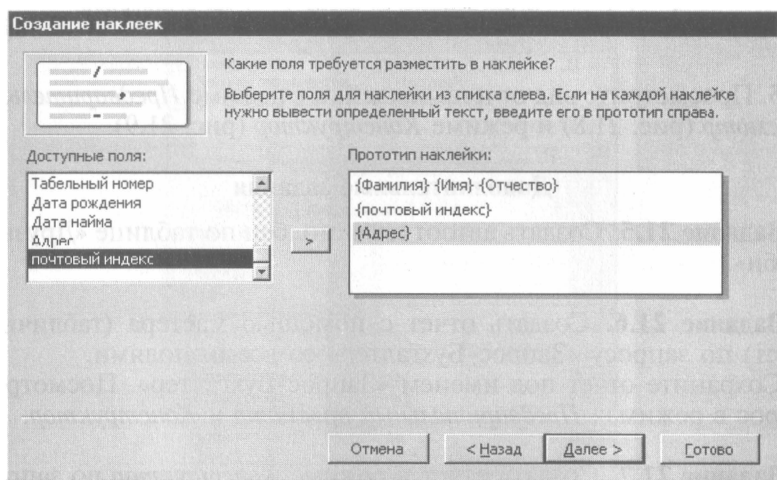 Создание наклеек
Какие поля требуется разместить в наклейке?
Выберите поля для наклейки из списка слева. Если на каждой наклейке
нужно вывести определенный текст, введите его в прототип справа.
Доступные поля:
Прототип наклейки:
Табельный номер
Дата рождения
Дата найма
Адрес
почтовый индекс
>
{Фамилия} {Имя} {Отчество}
{почтовый индекс}
{Адрес}
Отмена
< Назад
Далее >
Готово